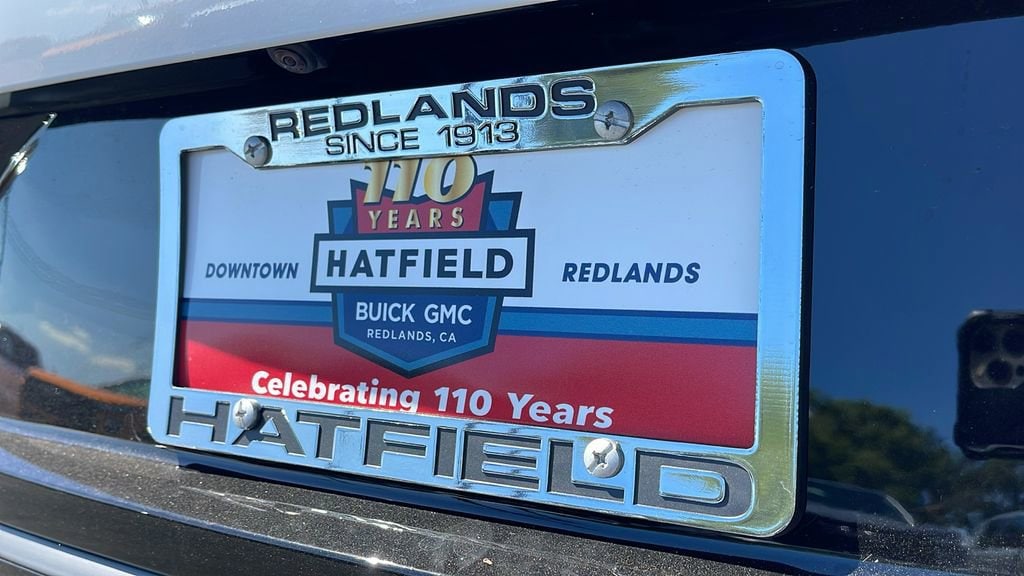 REDLANDS
SINCE 1913
110
YEARS
DOWNTOWN HATFIELD REDLANDS
BUICK GMC
REDLANDS, CA
Celebrating 110 Years
HATFIELD